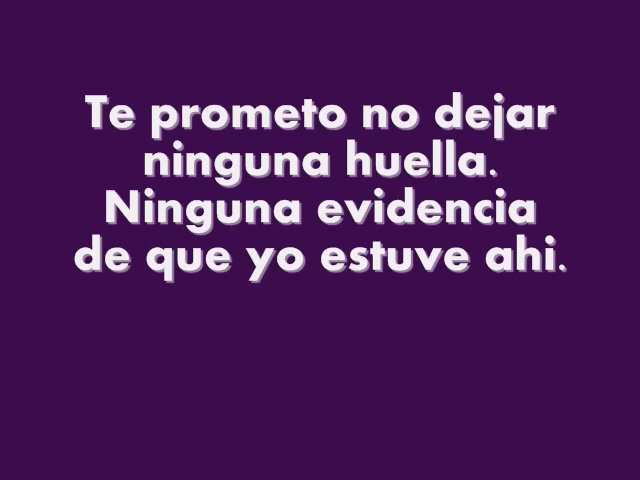 Te prometo no dejar
ninguna huella.
Ninguna evidencia
de que yo estuve ahi.